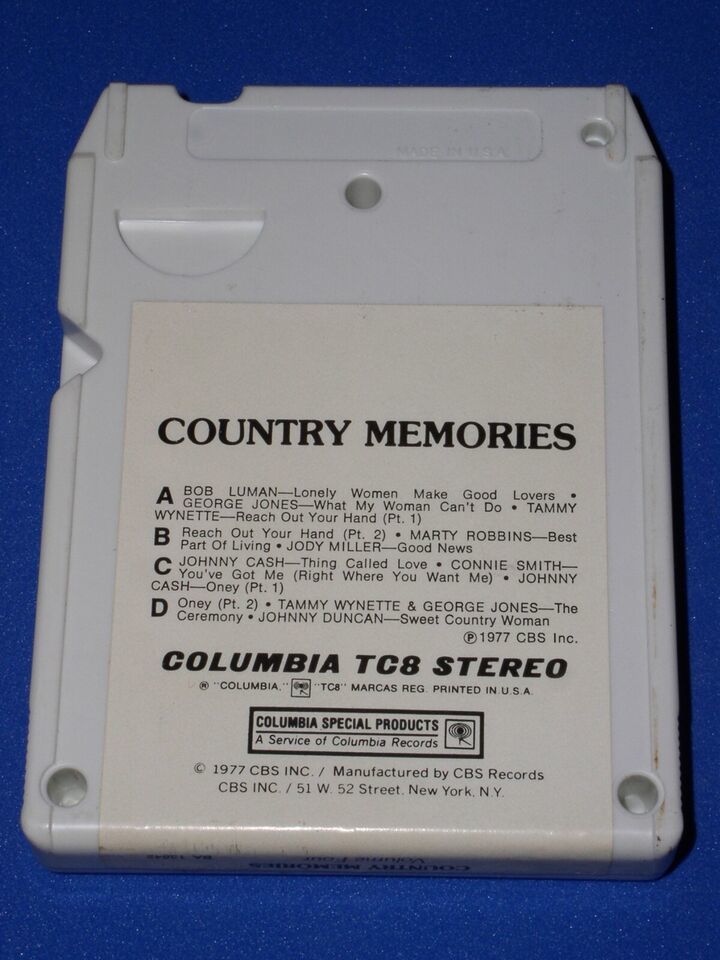 MADE IN U.S.A.
COUNTRY MEMORIES
A BOB LUMAN—Lonely Women Make Good Lovers •
GEORGE JONES—What My Woman Can't Do • TAMMY
WYNETTE—Reach Out Your Hand (Pt. 1)
B Reach Out Your Hand (Pt. 2) • MARTY ROBBINS—Best
Part Of Living • JODY MILLER—Good News
C JOHNNY CASH—Thing Called Love • CONNIE SMITH—
You've Got Me (Right Where You Want Me) • JOHNNY
CASH—Oney (Pt. 1)
D Oney (Pt. 2) • TAMMY WYNETTE & GEORGE JONES—The
Ceremony • JOHNNY DUNCAN—Sweet Country Woman
℗ 1977 CBS Inc.
COLUMBIA TC8 STEREO
® "COLUMBIA," "TC8" MARCAS REG. PRINTED IN U.S.A.
COLUMBIA SPECIAL PRODUCTS
A Service of Columbia Records
© 1977 CBS INC. / Manufactured by CBS Records
CBS INC. / 51 W. 52 Street, New York, N.Y.
COUNTRY MEMORIES
Volume Four